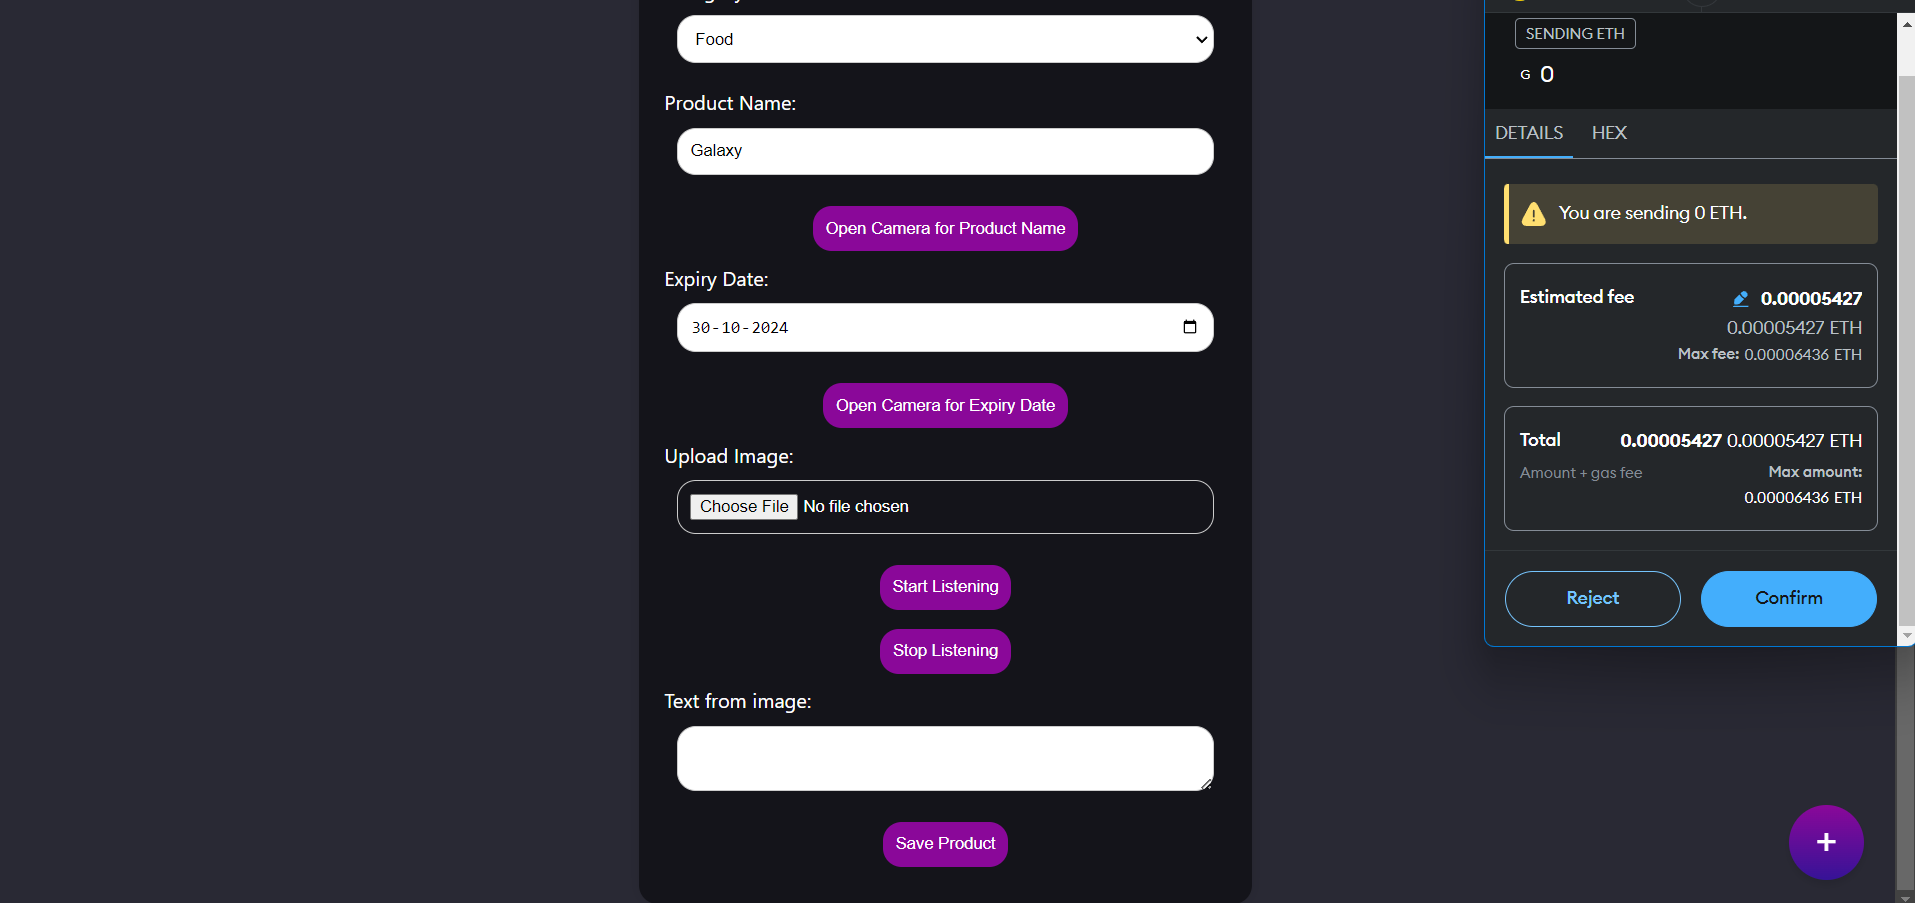 Food
Product Name:
Galaxy
Open Camera for Product Name
Expiry Date:
30-10-2024
Open Camera for Expiry Date
Upload Image:
Choose File No file chosen
Start Listening
Stop Listening
Text from image:
Save Product
SENDING ETH
G 0
DETAILS HEX
You are sending 0 ETH.
Estimated fee 0.00005427
0.00005427 ETH
Max fee: 0.00006436 ETH
Total 0.00005427 0.00005427 ETH
Amount + gas fee Max amount:
0.00006436 ETH
Reject Confirm
+